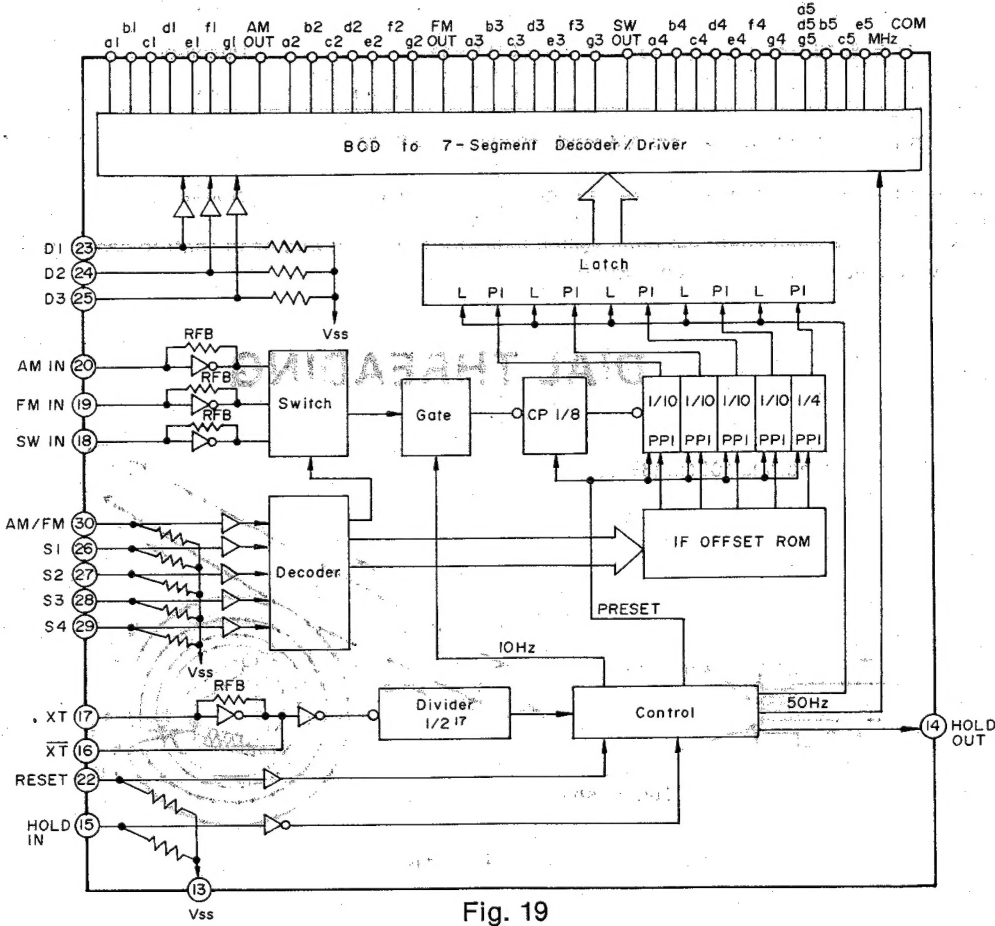 a1 b1 c1 d1 e1 f1 g1 AM OUT a2 b2 c2 d2 e2 f2 g2 FM OUT a3 b3 c3 d3 e3 f3 g3 SW OUT a4 b4 c4 d4 e4 f4 g4 a5 d5 g5 b5 c5 e5 MHz COM
BCD to 7-Segment Decoder/Driver
D1 23
D2 24
D3 25
Vss
Latch
L PI L PI L PI L PI L PI
AM IN 20 RFB
FM IN 19 RFB
SW IN 18 RFB
Switch
Gate
CP 1/8
1/10 1/10 1/10 1/10 1/4
PPI PPI PPI PPI PPI
DIAL THREADING
AM/FM 30
S1 26
S2 27
S3 28
S4 29
Vss
Decoder
IF OFFSET ROM
PRESET
10Hz
XT 17
RFB
XT 16
Divider
1/2 17
Control
50Hz
14 HOLD
OUT
RESET 22
HOLD 15
IN
13
Vss
Fig. 19